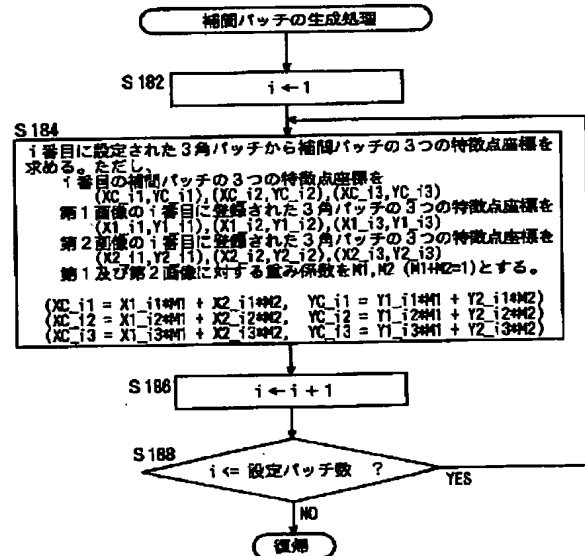 補間パッチの生成処理
S 182
i ← 1
S 184
i番目に設定された3角パッチから補間パッチの3つの特徴点座標を
求める。ただし、
i番目の補間パッチの3つの特徴点座標を
(XC_i1,YC_i1),(XC_i2,YC_i2),(XC_i3,YC_i3)
第1画像のi番目に登録された3角パッチの3つの特徴点座標を
(X1_i1,Y1_i1),(X1_i2,Y1_i2),(X1_i3,Y1_i3)
第2画像のi番目に登録された3角パッチの3つの特徴点座標を
(X2_i1,Y2_i1),(X2_i2,Y2_i2),(X2_i3,Y2_i3)
第1及び第2画像に対する重み係数をM1,M2 (M1+M2=1)とする。
(XC_i1 = X1_i1*M1 + X2_i1*M2, YC_i1 = Y1_i1*M1 + Y2_i1*M2)
(XC_i2 = X1_i2*M1 + X2_i2*M2, YC_i2 = Y1_i2*M1 + Y2_i2*M2)
(XC_i3 = X1_i3*M1 + X2_i3*M2, YC_i3 = Y1_i3*M1 + Y2_i3*M2)
S 186
i ← i + 1
S 188
i <= 設定パッチ数 ?
YES
NO
復帰